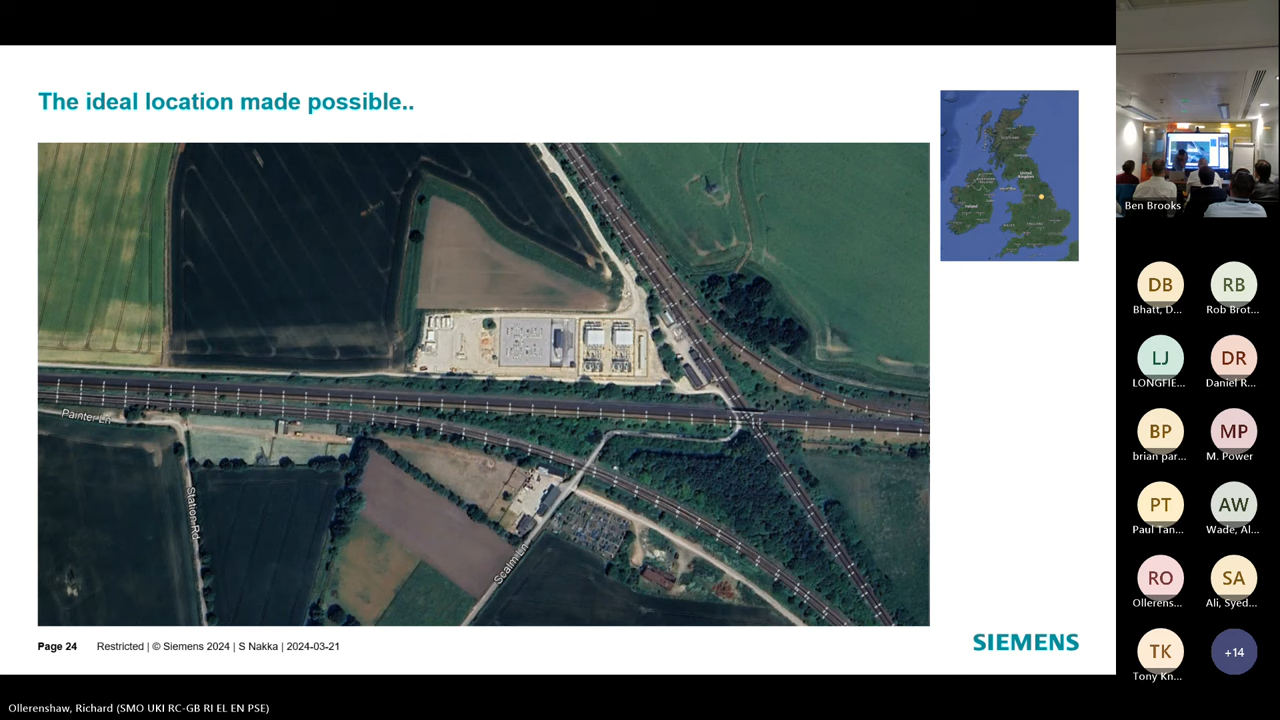 The ideal location made possible..
Painter Ln
Station Rd
Scalm Ln
United
Kingdom
Page 24
Restricted | © Siemens 2024 | S Nakka | 2024-03-21
SIEMENS
Ben Brooks
DB
Bhatt, D...
RB
Rob Brot...
LJ
LONGFIE...
DR
Daniel R...
BP
brian par...
MP
M. Power
PT
Paul Tan...
AW
Wade, Al...
RO
Ollerens...
SA
Ali, Syed...
TK
Tony Kn...
+14
Ollerenshaw, Richard (SMO UKI RC-GB RI EL EN PSE)